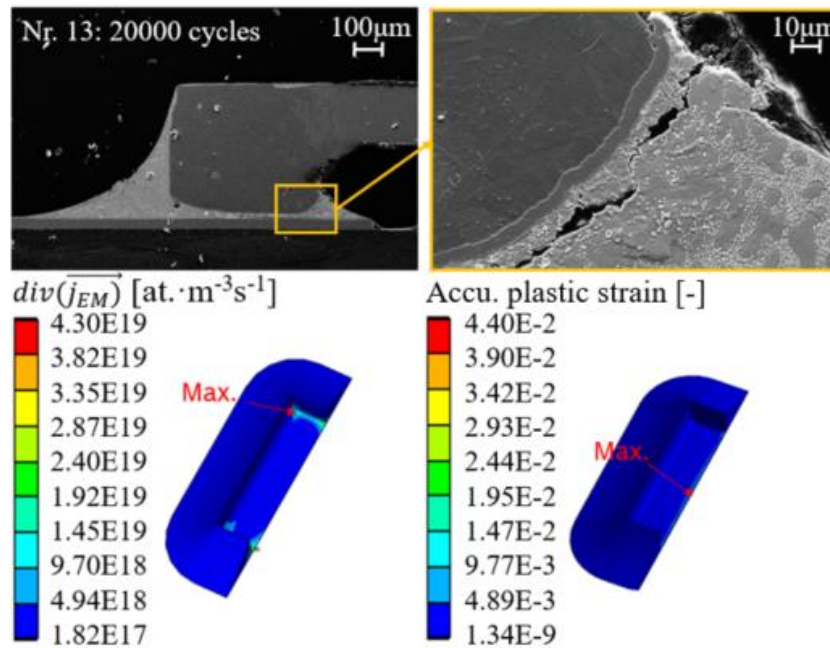 Nr. 13: 20000 cycles
100μm
10μm
div(j_EM) [at.·m⁻³s⁻¹]
4.30E19
3.82E19
3.35E19
2.87E19
2.40E19
1.92E19
1.45E19
9.70E18
4.94E18
1.82E17
Max.
Accu. plastic strain [-]
4.40E-2
3.90E-2
3.42E-2
2.93E-2
2.44E-2
1.95E-2
1.47E-2
9.77E-3
4.89E-3
1.34E-9
Max.